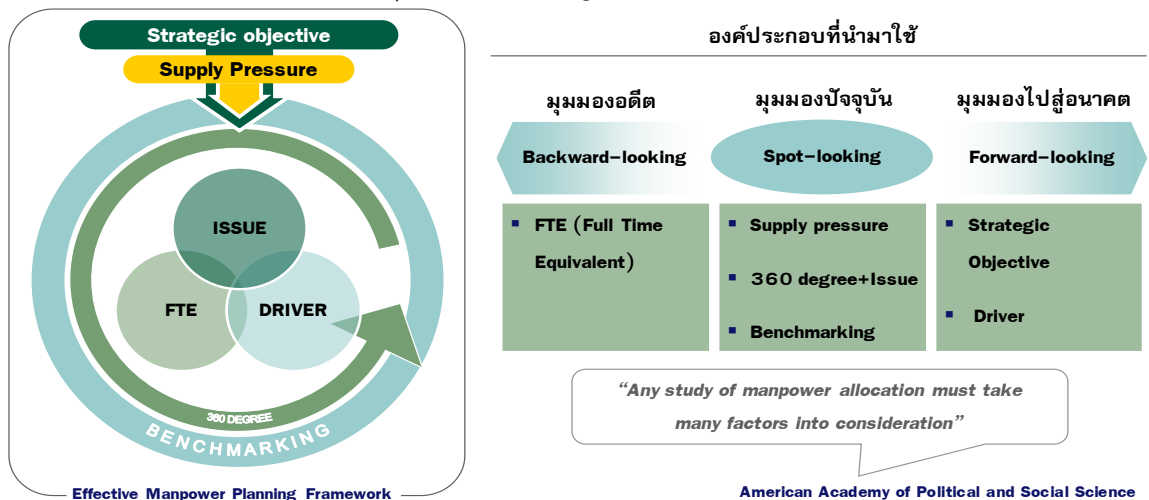 Strategic objective
Supply Pressure
ISSUE
FTE
DRIVER
360 DEGREE
BENCHMARKING
Effective Manpower Planning Framework
องค์ประกอบที่นำมาใช้
มุมมองอดีต
มุมมองปัจจุบัน
มุมมองไปสู่อนาคต
Backward-looking
Spot-looking
Forward-looking
▪ FTE (Full Time
Equivalent)
▪ Supply pressure
▪ 360 degree+Issue
▪ Benchmarking
▪ Strategic
Objective
▪ Driver
“Any study of manpower allocation must take
many factors into consideration”
American Academy of Political and Social Science